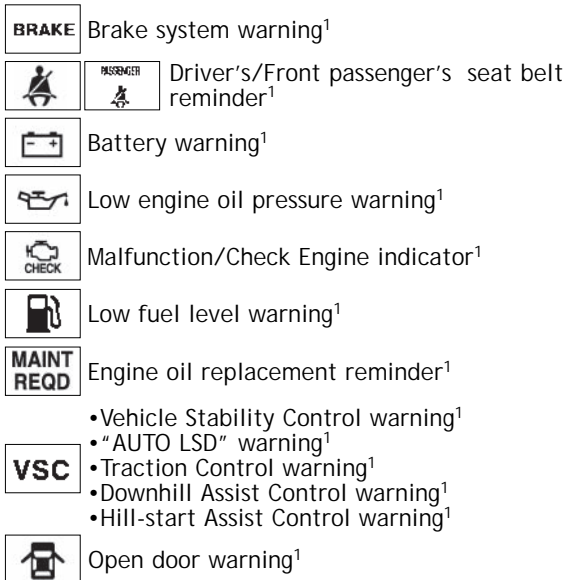 BRAKE Brake system warning¹
PASSENGER Driver's/Front passenger's seat belt
reminder¹
- + Battery warning¹
Low engine oil pressure warning¹
CHECK Malfunction/Check Engine indicator¹
Low fuel level warning¹
MAINT
REQD Engine oil replacement reminder¹
•Vehicle Stability Control warning¹
•"AUTO LSD" warning¹
VSC •Traction Control warning¹
•Downhill Assist Control warning¹
•Hill-start Assist Control warning¹
Open door warning¹